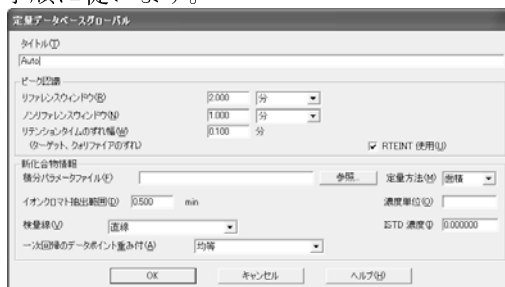 手順に従います。
定量データベースグローバル
タイトル(T)
Auto
ピーク認識
リファレンスウィンドウ(R) 2.000 分
ノンリファレンスウィンドウ(N) 1.000 分
リテンションタイムのずれ幅(W) 0.100 分
(ターゲット、クオリファイアのずれ)
RTEINT 使用(U)
新化合物情報
積分パラメータファイル(F) 参照... 定量方法(M) 面積
イオンクロマト抽出範囲(D) 0.500 min 濃度単位(O)
検量線(V) 直線 ISTD 濃度(I) 0.000000
一次回帰のデータポイント重み付(A) 均等
OK キャンセル ヘルプ(H)